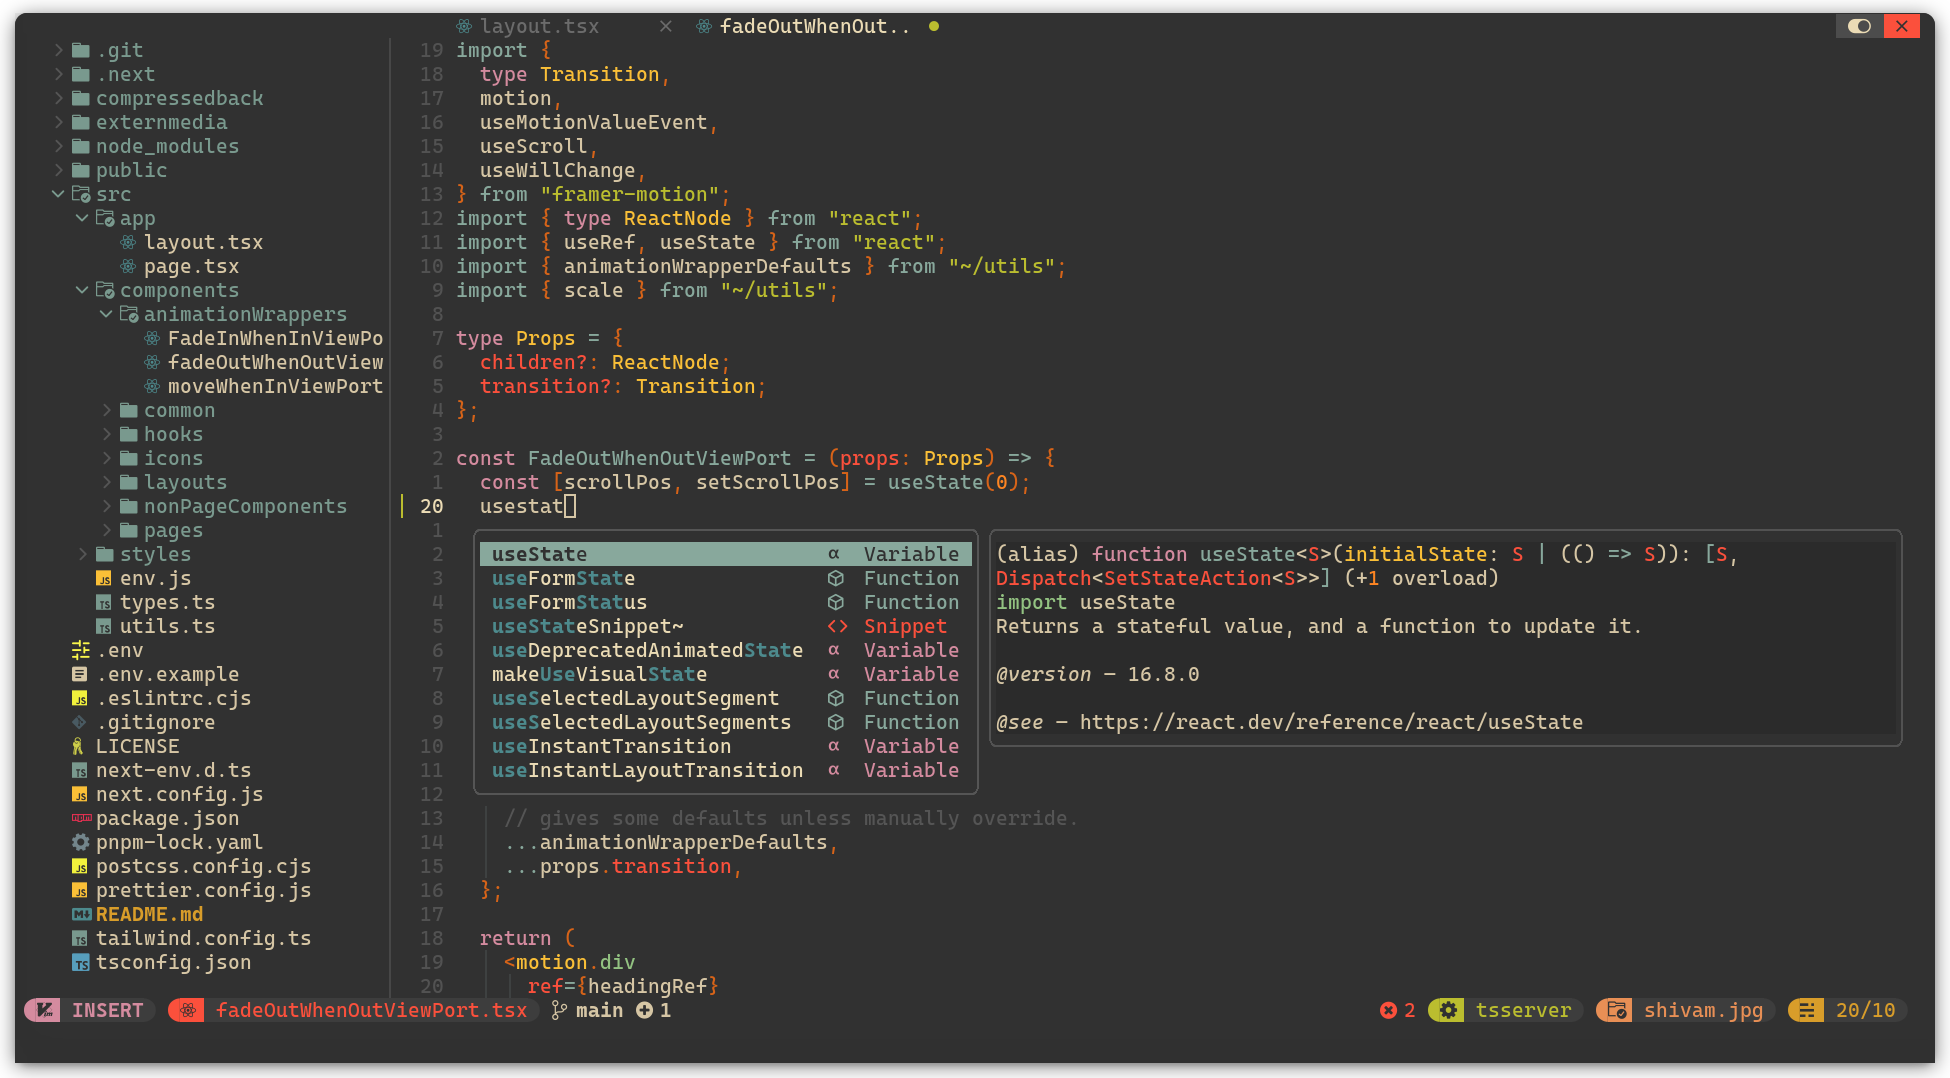 layout.tsx
fadeOutWhenOut..
.git
.next
compressedback
externmedia
node_modules
public
src
app
layout.tsx
page.tsx
components
animationWrappers
FadeInWhenInViewPo
fadeOutWhenOutView
moveWhenInViewPort
common
hooks
icons
layouts
nonPageComponents
pages
styles
env.js
types.ts
utils.ts
.env
.env.example
.eslintrc.cjs
.gitignore
LICENSE
next-env.d.ts
next.config.js
package.json
pnpm-lock.yaml
postcss.config.cjs
prettier.config.js
README.md
tailwind.config.ts
tsconfig.json
19 import {
18   type Transition,
17   motion,
16   useMotionValueEvent,
15   useScroll,
14   useWillChange,
13 } from "framer-motion";
12 import { type ReactNode } from "react";
11 import { useRef, useState } from "react";
10 import { animationWrapperDefaults } from "~/utils";
9 import { scale } from "~/utils";
8
7 type Props = {
6   children?: ReactNode;
5   transition?: Transition;
4 };
3
2 const FadeOutWhenOutViewPort = (props: Props) => {
1   const [scrollPos, setScrollPos] = useState(0);
20   usestat
1
2 useState α Variable
3 useFormState Function
4 useFormStatus Function
5 useStateSnippet~ <> Snippet
6 useDeprecatedAnimatedState α Variable
7 makeUseVisualState α Variable
8 useSelectedLayoutSegment Function
9 useSelectedLayoutSegments Function
10 useInstantTransition α Variable
11 useInstantLayoutTransition α Variable
12
(alias) function useState<S>(initialState: S | (() => S)): [S,
Dispatch<SetStateAction<S>>] (+1 overload)
import useState
Returns a stateful value, and a function to update it.
@version — 16.8.0
@see — https://react.dev/reference/react/useState
13     // gives some defaults unless manually override.
14     ...animationWrapperDefaults,
15     ...props.transition,
16   };
17
18   return (
19     <motion.div
20       ref={headingRef}
INSERT fadeOutWhenOutViewPort.tsx main 1 2 tsserver shivam.jpg 20/10